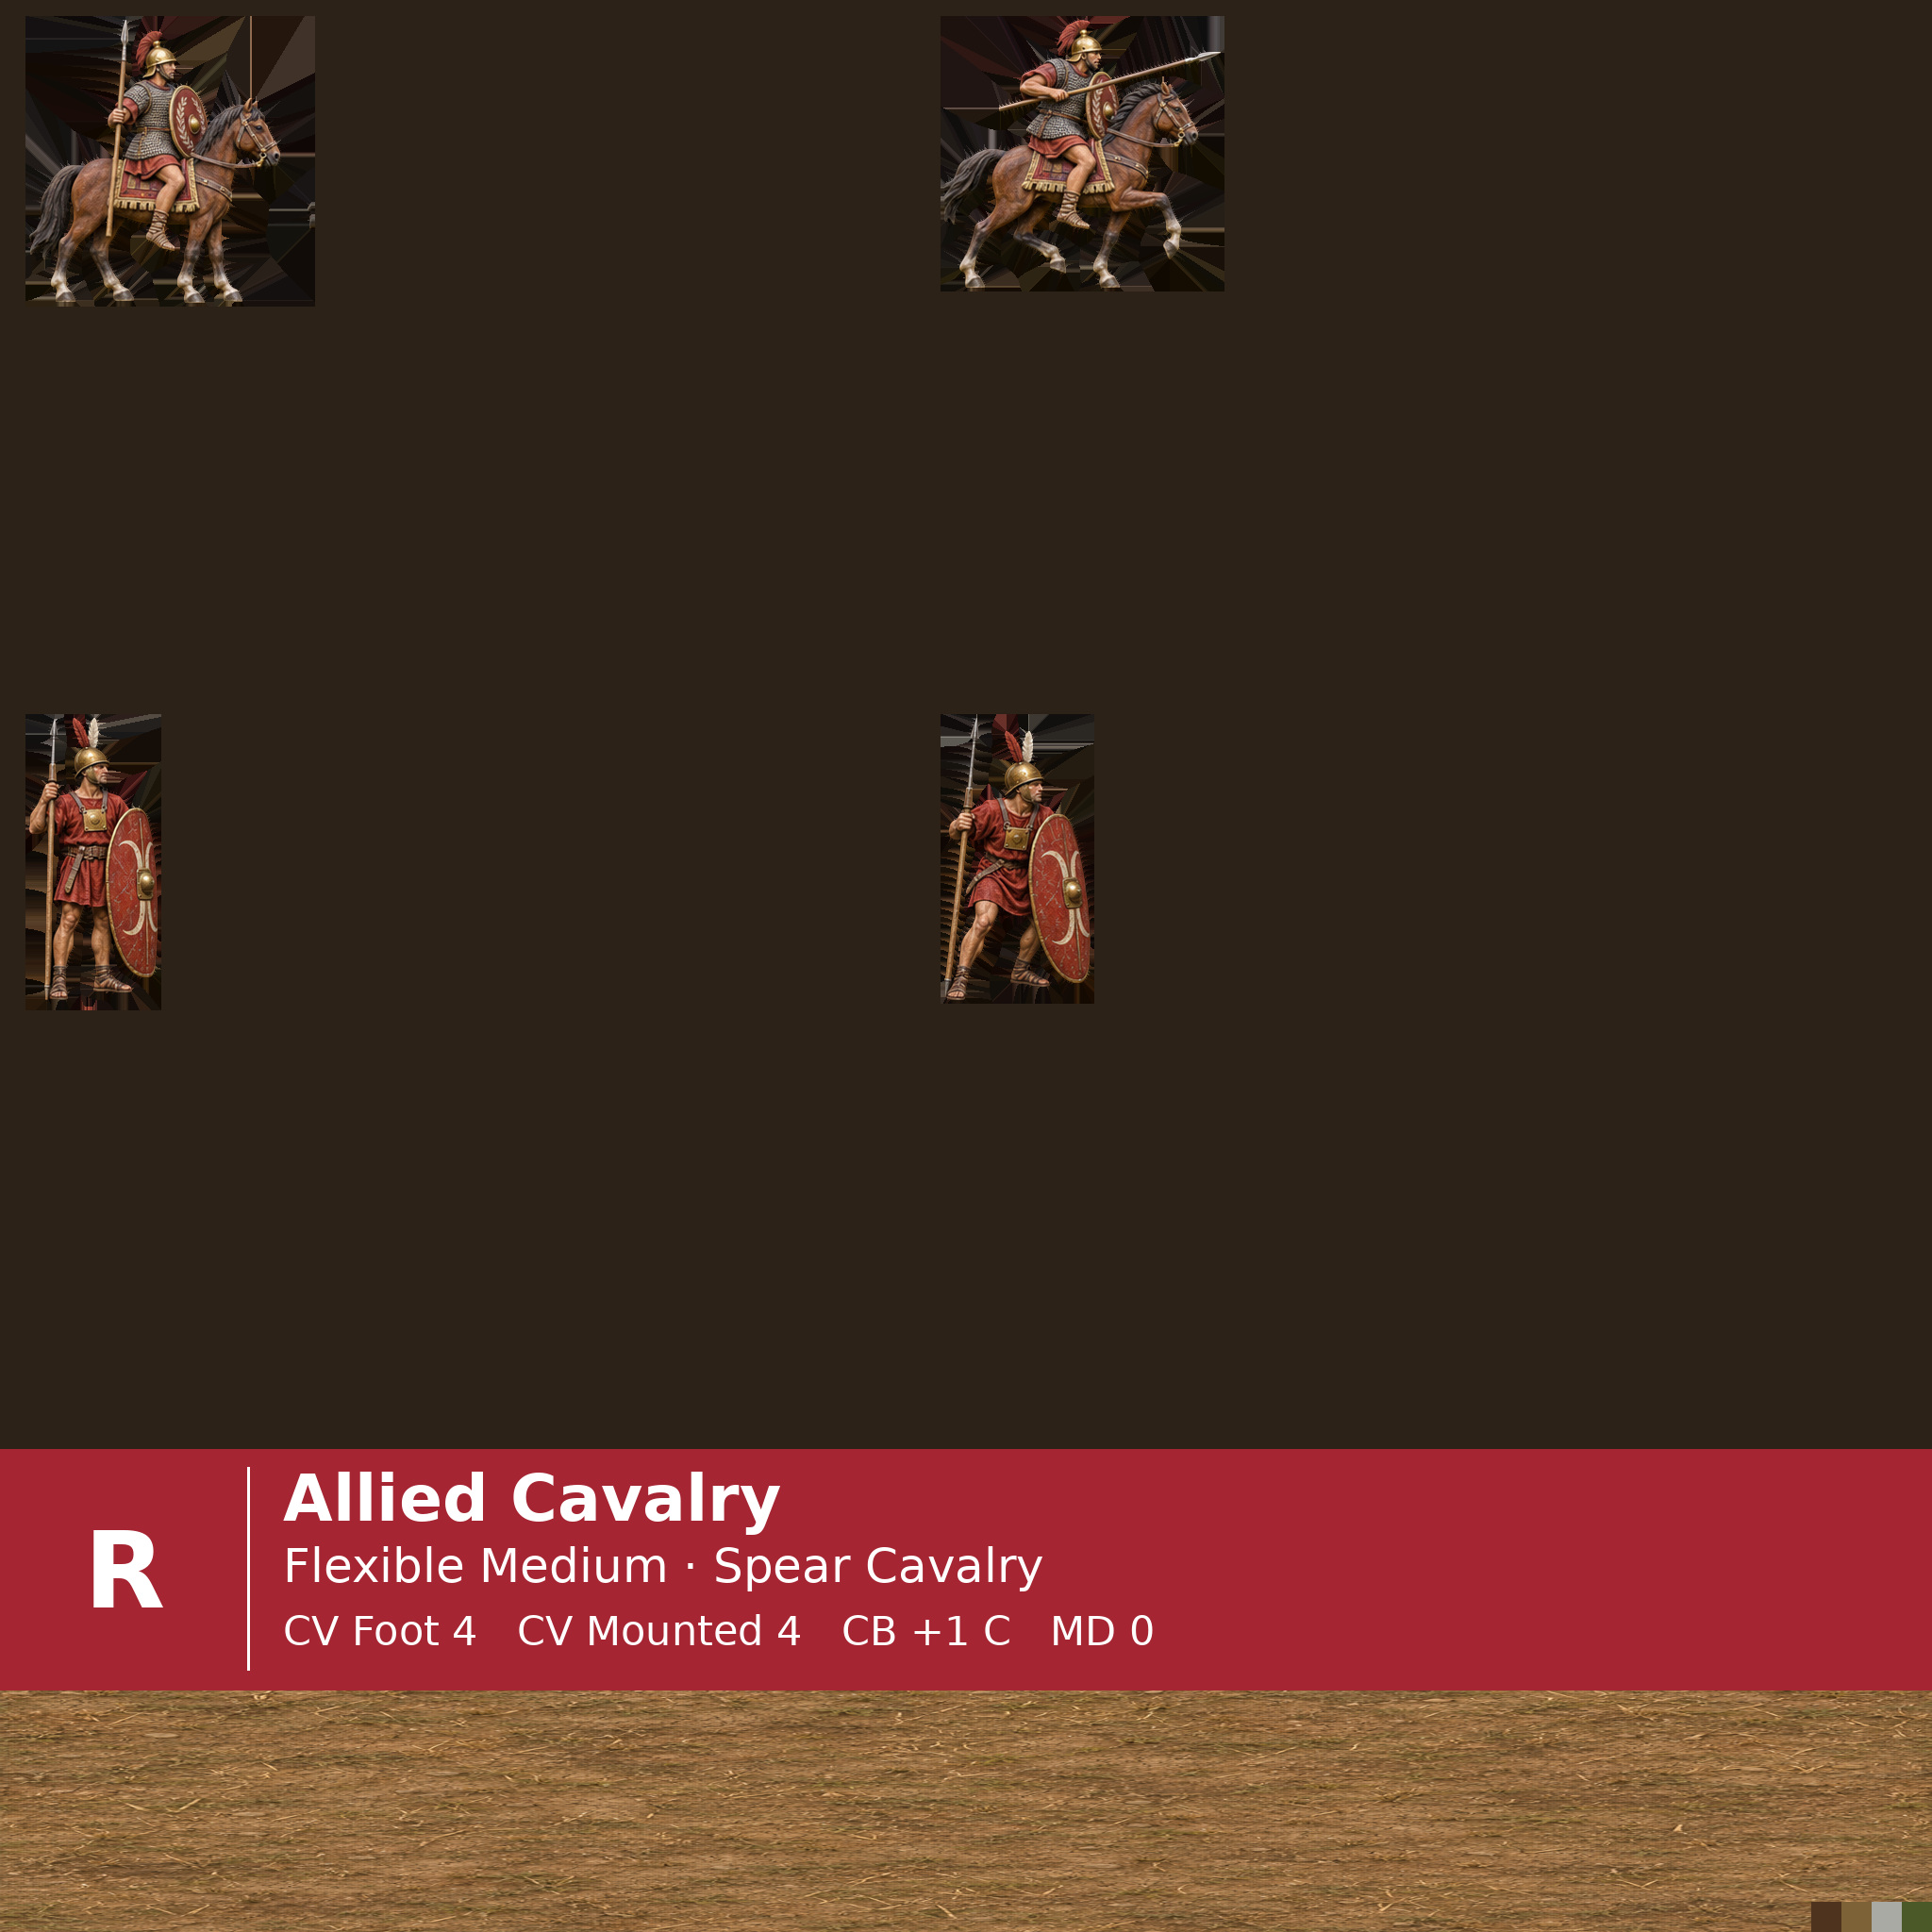 R
Allied Cavalry
Flexible Medium · Spear Cavalry
CV Foot 4 CV Mounted 4 CB +1 C MD 0